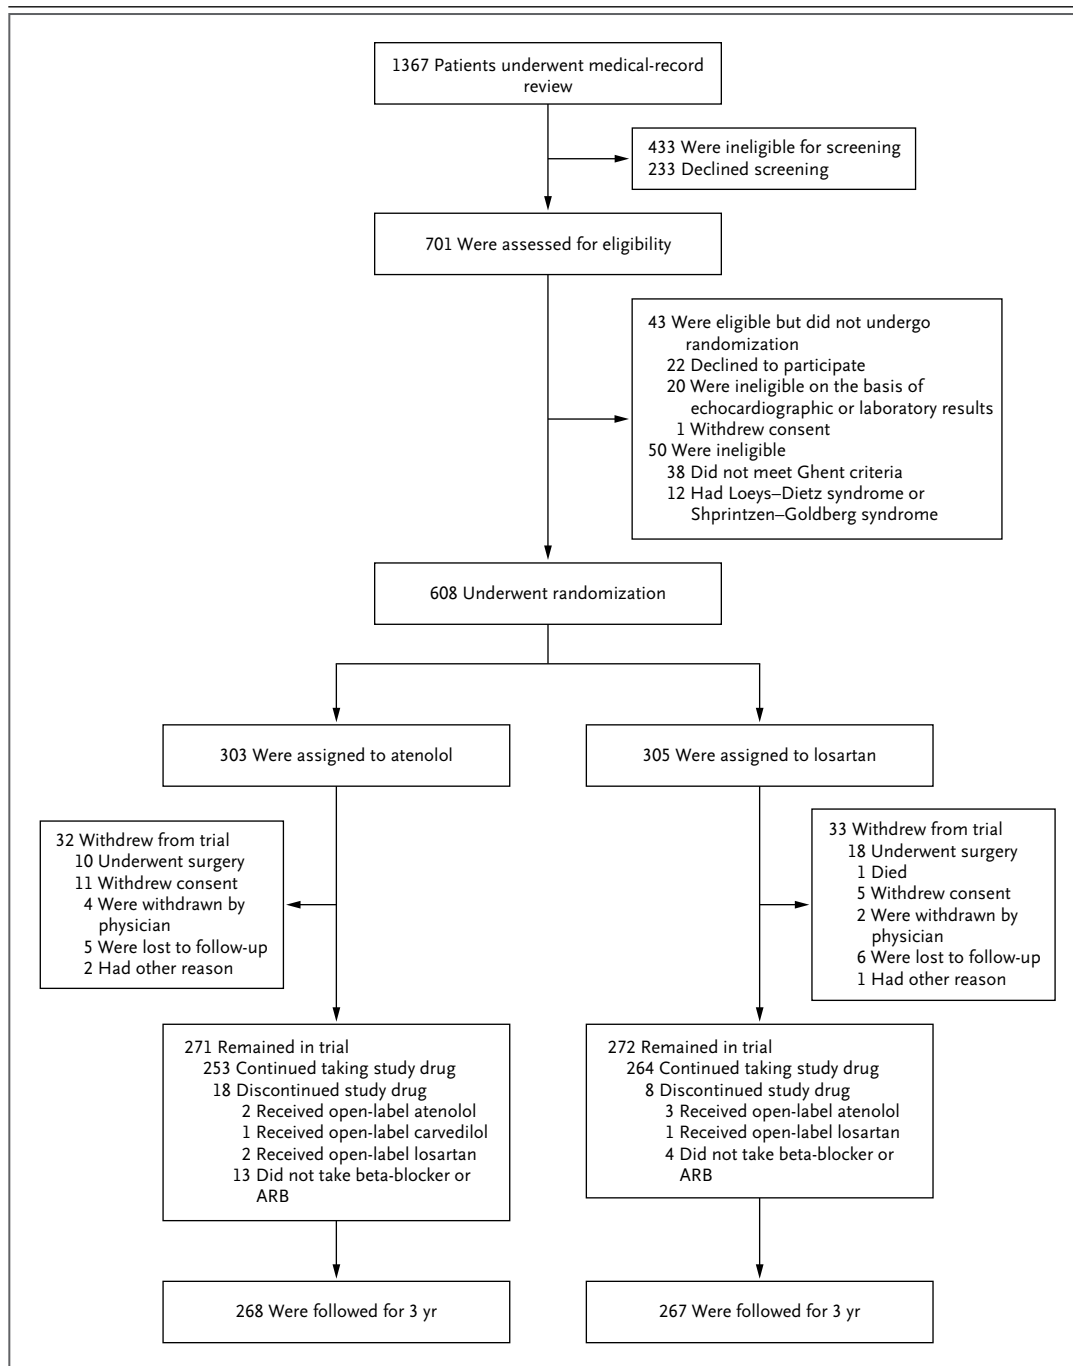 1367 Patients underwent medical-record
review
433 Were ineligible for screening
233 Declined screening
701 Were assessed for eligibility
43 Were eligible but did not undergo
randomization
22 Declined to participate
20 Were ineligible on the basis of
echocardiographic or laboratory results
1 Withdrew consent
50 Were ineligible
38 Did not meet Ghent criteria
12 Had Loeys–Dietz syndrome or
Shprintzen–Goldberg syndrome
608 Underwent randomization
303 Were assigned to atenolol
305 Were assigned to losartan
32 Withdrew from trial
10 Underwent surgery
11 Withdrew consent
4 Were withdrawn by
physician
5 Were lost to follow-up
2 Had other reason
33 Withdrew from trial
18 Underwent surgery
1 Died
5 Withdrew consent
2 Were withdrawn by
physician
6 Were lost to follow-up
1 Had other reason
271 Remained in trial
253 Continued taking study drug
18 Discontinued study drug
2 Received open-label atenolol
1 Received open-label carvedilol
2 Received open-label losartan
13 Did not take beta-blocker or
ARB
272 Remained in trial
264 Continued taking study drug
8 Discontinued study drug
3 Received open-label atenolol
1 Received open-label losartan
4 Did not take beta-blocker or
ARB
268 Were followed for 3 yr
267 Were followed for 3 yr